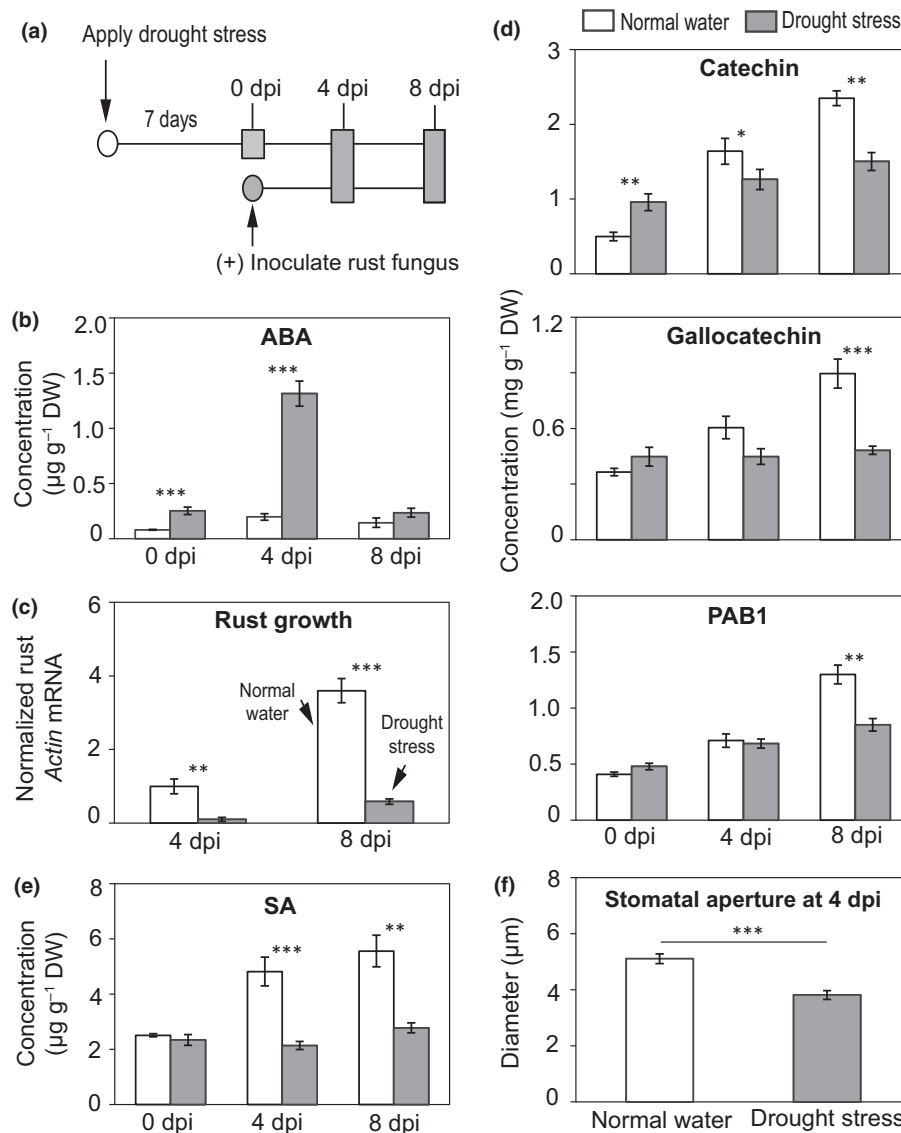 (a)
Apply drought stress
0 dpi 4 dpi 8 dpi
7 days
(+) Inoculate rust fungus
(b)
ABA
Concentration
(µg g⁻¹ DW)
2.0
1.5
1.0
0.5
0
***
***
0 dpi 4 dpi 8 dpi
(c)
Rust growth
Normalized rust
Actin mRNA
6
4
2
0
**
***
Normal
water
Drought
stress
4 dpi 8 dpi
(e)
SA
Concentration
(µg g⁻¹ DW)
8
6
4
2
0
***
**
0 dpi 4 dpi 8 dpi
(d)
Normal water Drought stress
Concentration (mg g⁻¹ DW)
Catechin
3
2
1
0
**
*
**
Gallocatechin
1.2
0.6
0
***
PAB1
2.0
1.5
1.0
0.5
0
**
0 dpi 4 dpi 8 dpi
(f)
Stomatal aperture at 4 dpi
Diameter (µm)
8
6
4
2
0
***
Normal water Drought stress